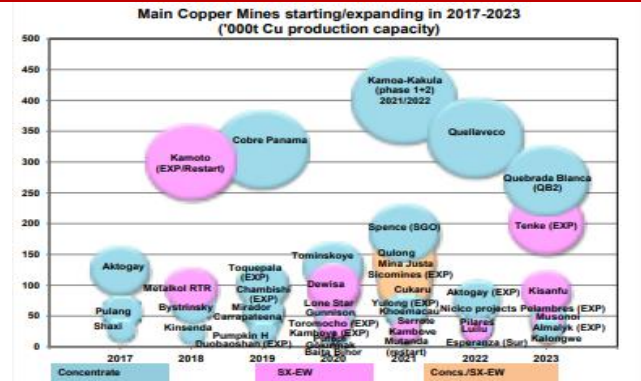 Main Copper Mines starting/expanding in 2017-2023
('000t Cu production capacity)
500
450
400
350
300
250
200
150
100
50
0
Kamoa-Kakula
(phase 1+2)
2021/2022
Quellaveco
Cobre Panama
Kamoto
(EXP/Restart)
Quebrada Blanca
(QB2)
Tenke (EXP)
Spence (SGO)
Aktogay
Pulang
Shaxi
Metalkol RTR
Bystrinsky
Kinsenda
Toquepala
(EXP)
Chambishi
(EXP)
Mirador
Carrapateena
Pumpkin H
Duobaoshan (EXP)
Tominskoye
Dewisa
Lone Star
Gunnison
Toromocho (EXP)
Kamboya (EXP)
Baita Bihor
Qulong
Mina Justa
Sicomines (EXP)
Cukaru
Yulong (EXP)
Khoemacau
Serrote
Kambove
Mutanda
(restart)
Aktogay (EXP)
Nicico projects
Pilares
Lulu
Esperanza (Sur)
Kisanfu
Pelambres (EXP)
Musonoi
Almalyk (EXP)
Kalongwe
2017
2018
2019
2020
2021
2022
2023
Concentrate
SX-EW
Concs./SX-EW